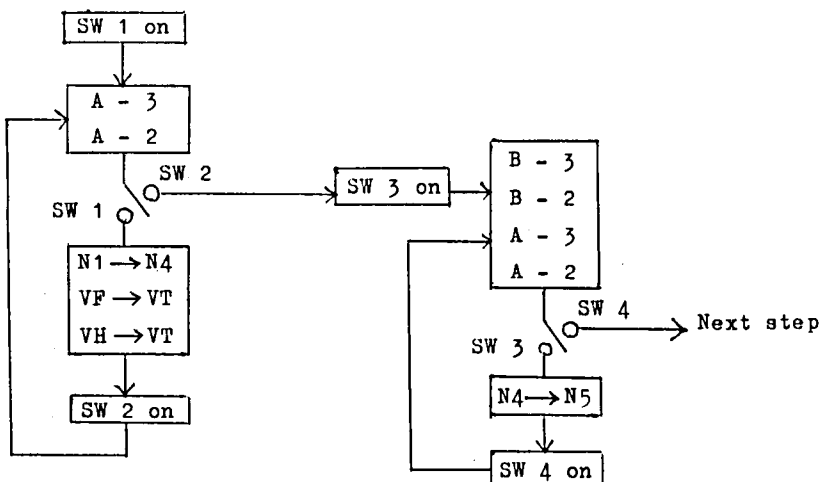 SW 1 on
A - 3
A - 2
SW 2
SW 1
N1 → N4
VF → VT
VH → VT
SW 2 on
SW 3 on
B - 3
B - 2
A - 3
A - 2
SW 4
Next step
SW 3
N4 → N5
SW 4 on